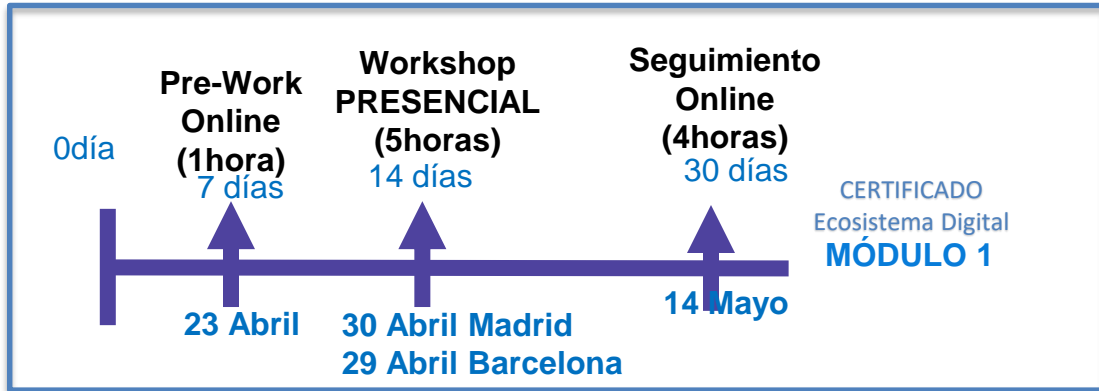 0día
Pre-Work
Online
(1hora)
7 días
Workshop
PRESENCIAL
(5horas)
14 días
Seguimiento
Online
(4horas)
30 días
CERTIFICADO
Ecosistema Digital
MÓDULO 1
23 Abril
30 Abril Madrid
29 Abril Barcelona
14 Mayo